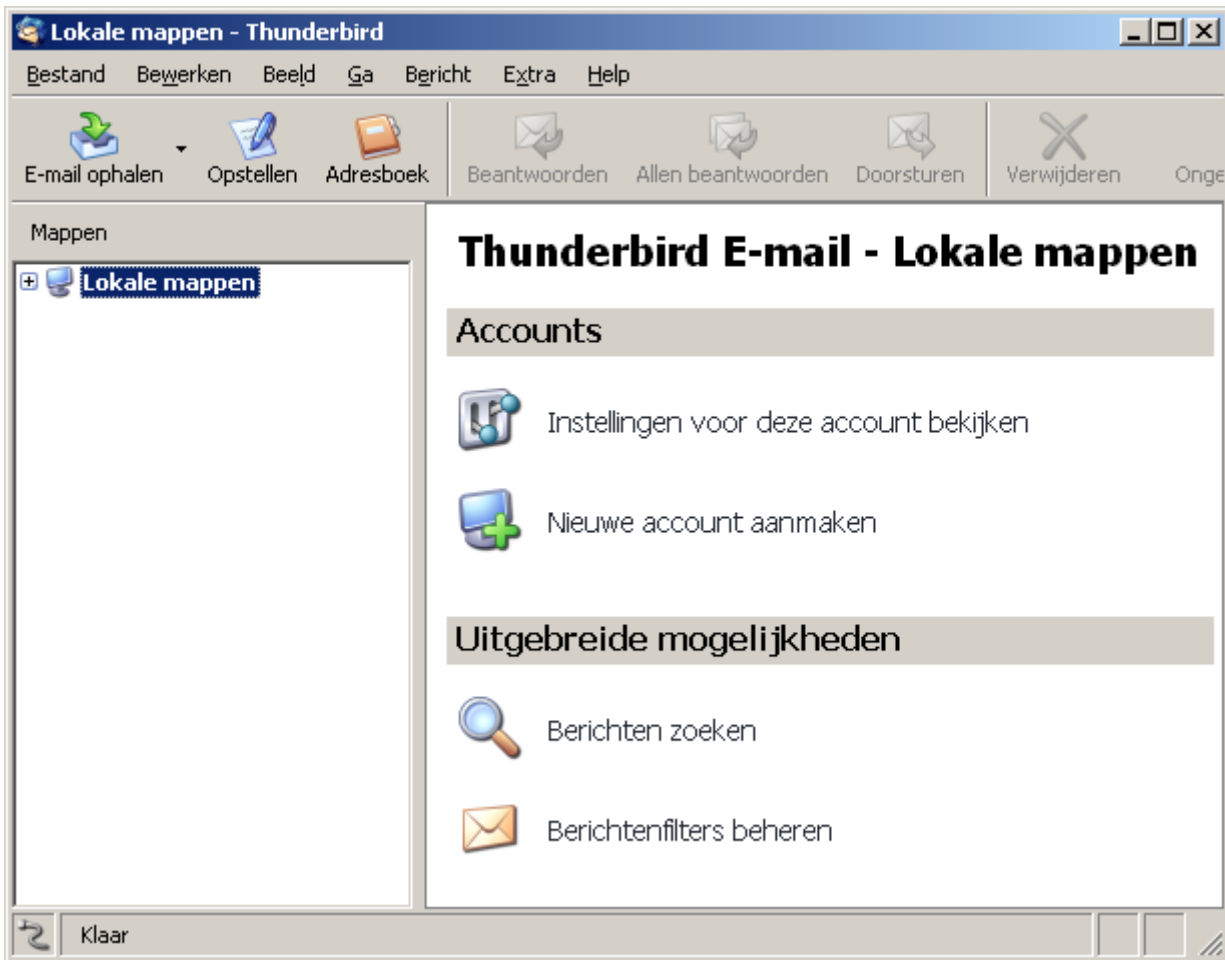 Lokale mappen - Thunderbird
Bestand Bewerken Beeld Ga Bericht Extra Help
E-mail ophalen Opstellen Adresboek Beantwoorden Allen beantwoorden Doorsturen Verwijderen Onge
Mappen
Lokale mappen
Thunderbird E-mail - Lokale mappen
Accounts
Instellingen voor deze account bekijken
Nieuwe account aanmaken
Uitgebreide mogelijkheden
Berichten zoeken
Berichtenfilters beheren
Klaar